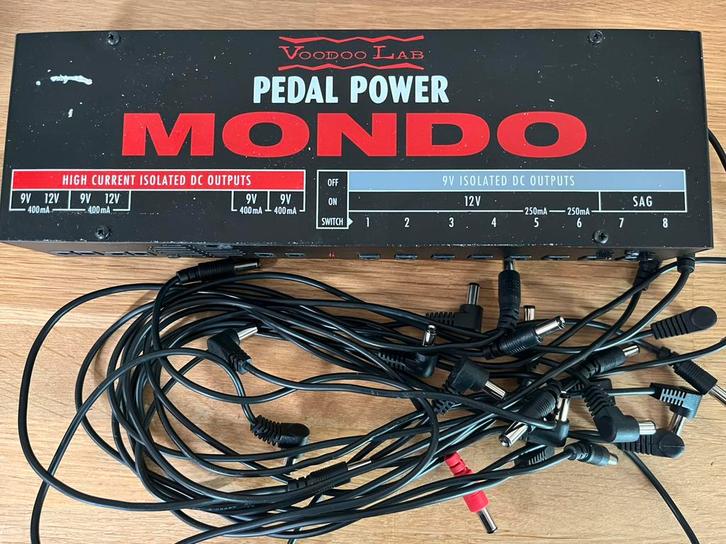 VOODOO LAB
PEDAL POWER
MONDO
HIGH CURRENT ISOLATED DC OUTPUTS
9V 12V 9V 12V 9V 9V
400mA 400mA 400mA 400mA
OFF 9V ISOLATED DC OUTPUTS
ON 12V SAG
250mA 250mA
SWITCH 1 2 3 4 5 6 7 8